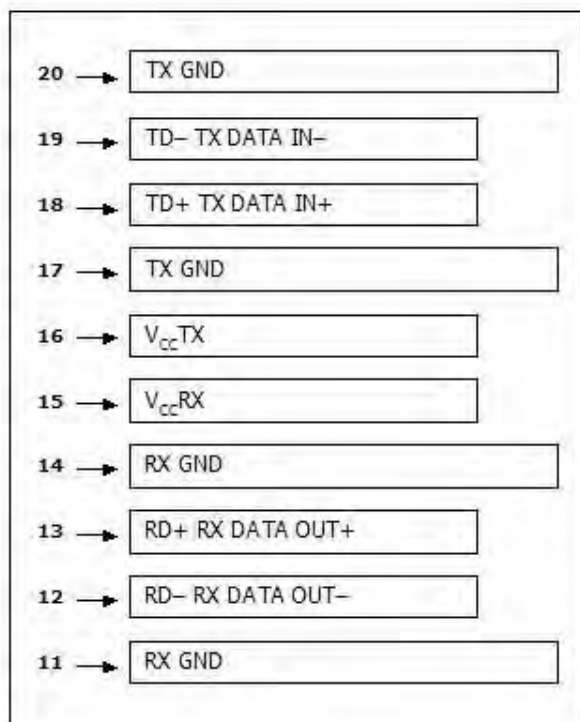 20 TX GND
19 TD– TX DATA IN–
18 TD+ TX DATA IN+
17 TX GND
16 VCCTX
15 VCCRX
14 RX GND
13 RD+ RX DATA OUT+
12 RD– RX DATA OUT–
11 RX GND